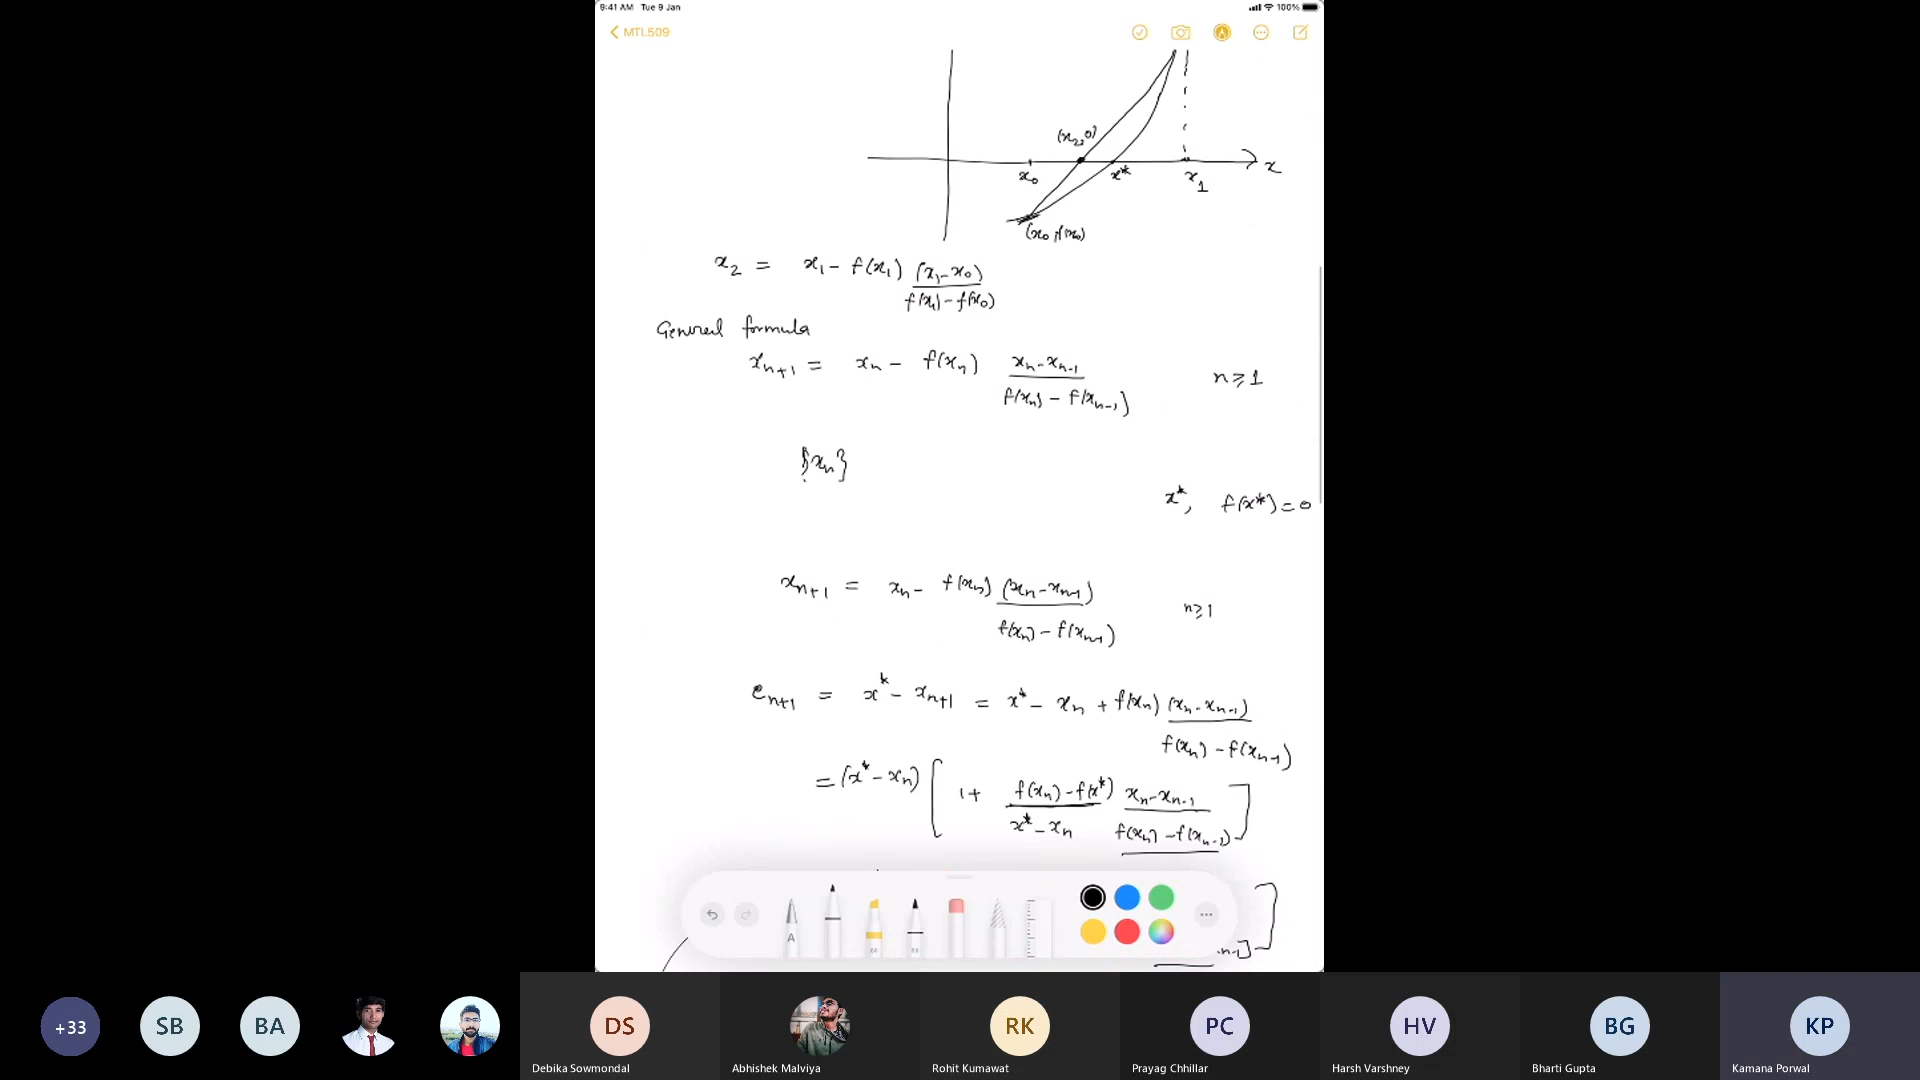 9:41 AM Tue 9 Jan
100%
MTL509
(x₂,0)
x₀ x* x₁ x
(x₀, f(x₀)
x₂ = x₁ - f(x₁) (x₁-x₀) / f(x₁) - f(x₀)
General formula
xₙ₊₁ = xₙ - f(xₙ) xₙ-xₙ₋₁ / f(xₙ) - f(xₙ₋₁) n ≥ 1
{xₙ}
x*, f(x*) = 0
xₙ₊₁ = xₙ - f(xₙ) (xₙ-xₙ₋₁) / f(xₙ) - f(xₙ₋₁) n≥1
eₙ₊₁ = x* - xₙ₊₁ = x* - xₙ + f(xₙ) (xₙ-xₙ₋₁) / f(xₙ) - f(xₙ₋₁)
= (x* - xₙ) [ 1+ f(xₙ) - f(x*) / x* - xₙ xₙ-xₙ₋₁ / f(xₙ) - f(xₙ₋₁) ]
A
+33
SB
BA
DS
RK
PC
HV
BG
KP
Debika Sowmondal
Abhishek Malviya
Rohit Kumawat
Prayag Chhillar
Harsh Varshney
Bharti Gupta
Kamana Porwal